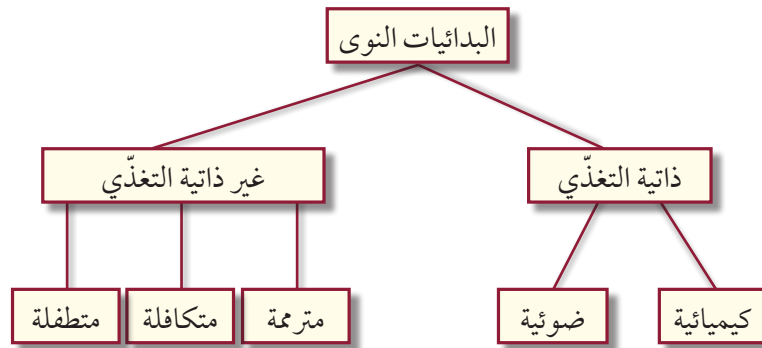 البدائيات النوى
ذاتية التغذّي
غير ذاتية التغذّي
كيميائية
ضوئية
مترممة
متكافلة
متطفلة